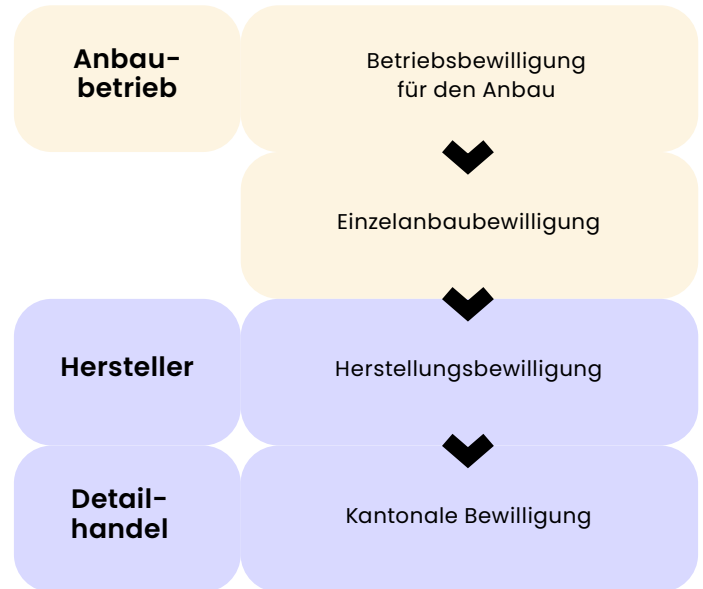 Anbau-
betrieb
Betriebsbewilligung
für den Anbau
Einzelanbaubewilligung
Hersteller
Herstellungsbewilligung
Detail-
handel
Kantonale Bewilligung